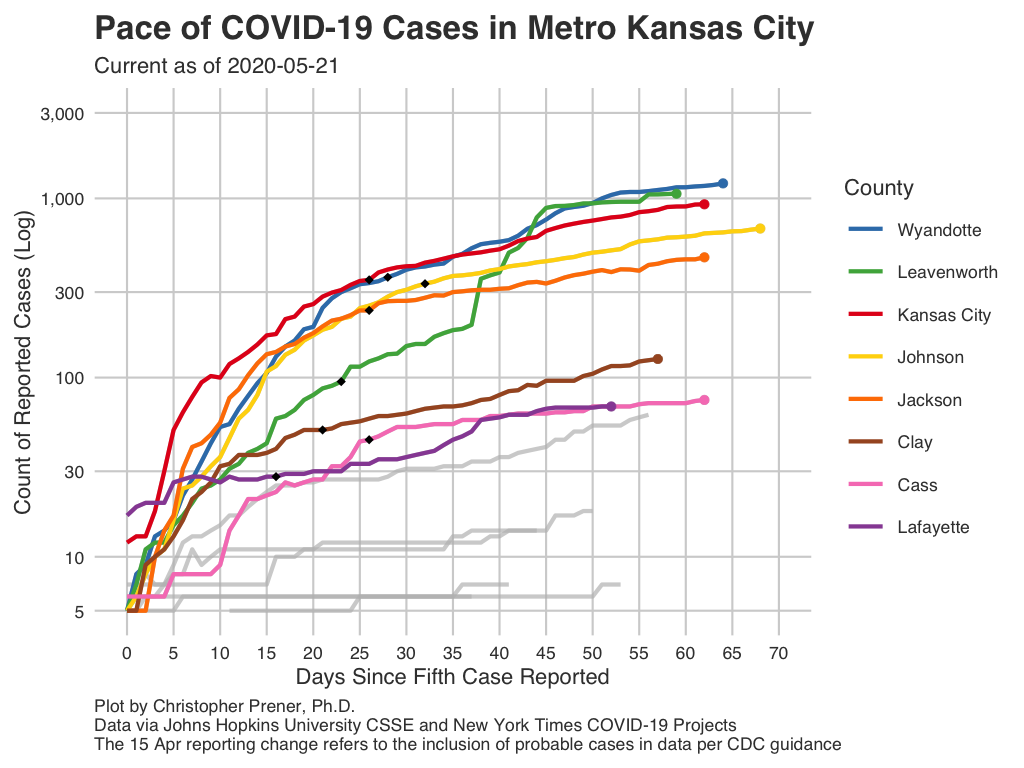 Pace of COVID-19 Cases in Metro Kansas City
Current as of 2020-05-21
Count of Reported Cases (Log)
3,000
1,000
300
100
30
10
5
0 5 10 15 20 25 30 35 40 45 50 55 60 65 70
Days Since Fifth Case Reported
County
Wyandotte
Leavenworth
Kansas City
Johnson
Jackson
Clay
Cass
Lafayette
Plot by Christopher Prener, Ph.D.
Data via Johns Hopkins University CSSE and New York Times COVID-19 Projects
The 15 Apr reporting change refers to the inclusion of probable cases in data per CDC guidance